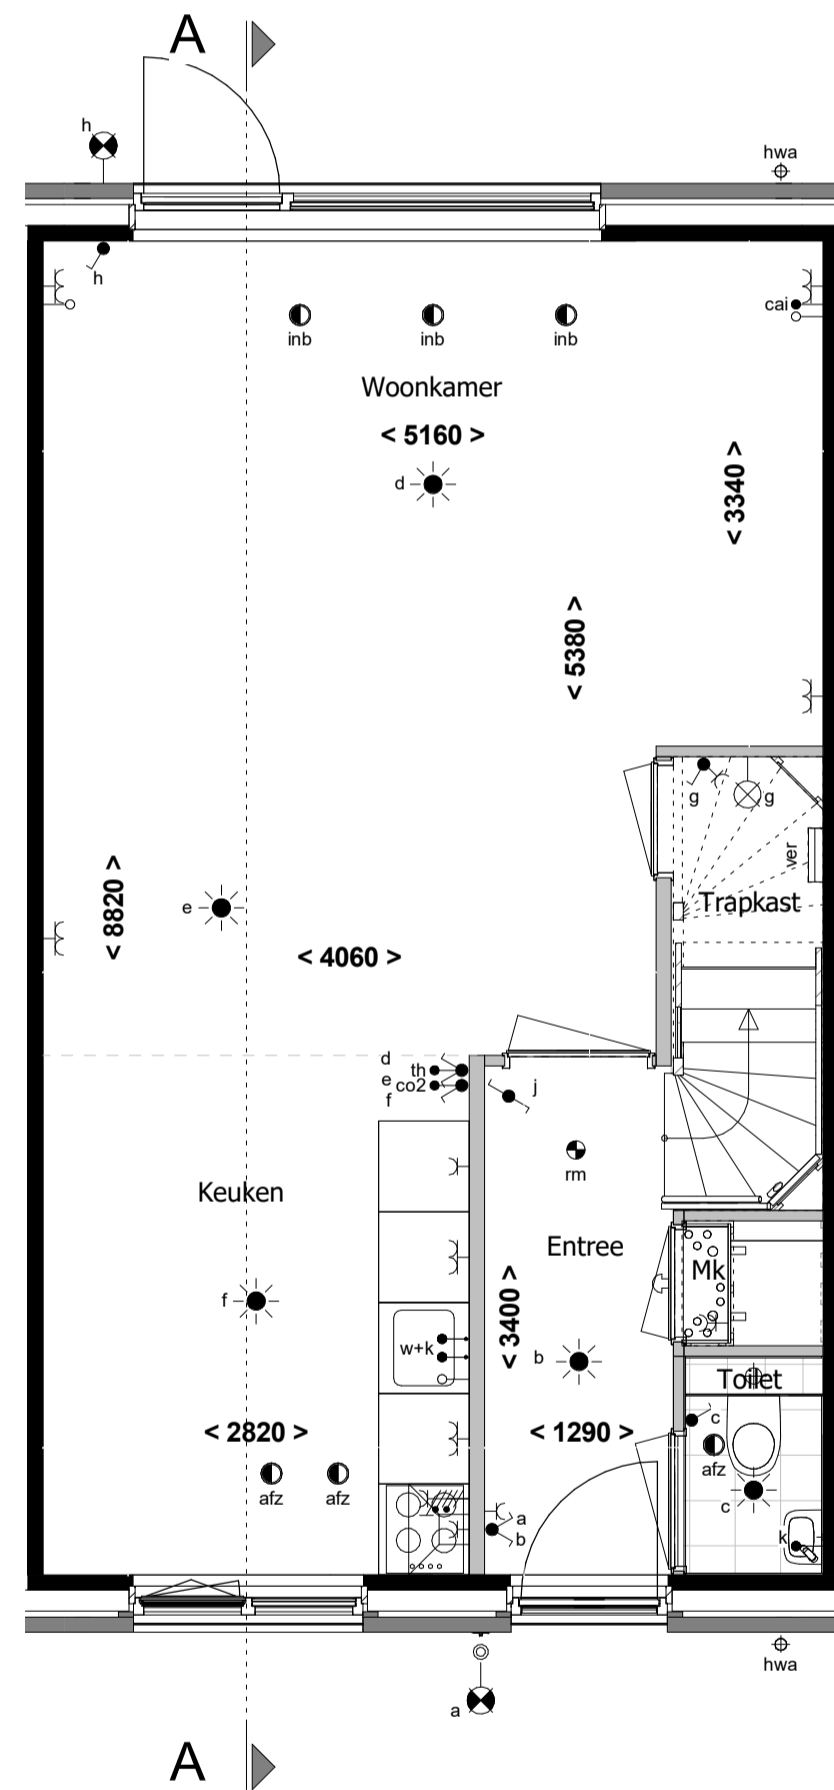 A
h
hwa
h
cai
inb
inb
inb
Woonkamer
< 5160 >
d
< 3340 >
< 5380 >
g
g
ver
Trapkast
e
< 8820 >
< 4060 >
d
th
e
co2
f
j
rm
Keuken
Entree
Mk
f
< 3400 >
w+k
b
Toilet
c
< 2820 >
< 1290 >
afz
afz
afz
c
a
b
k
hwa
a
A